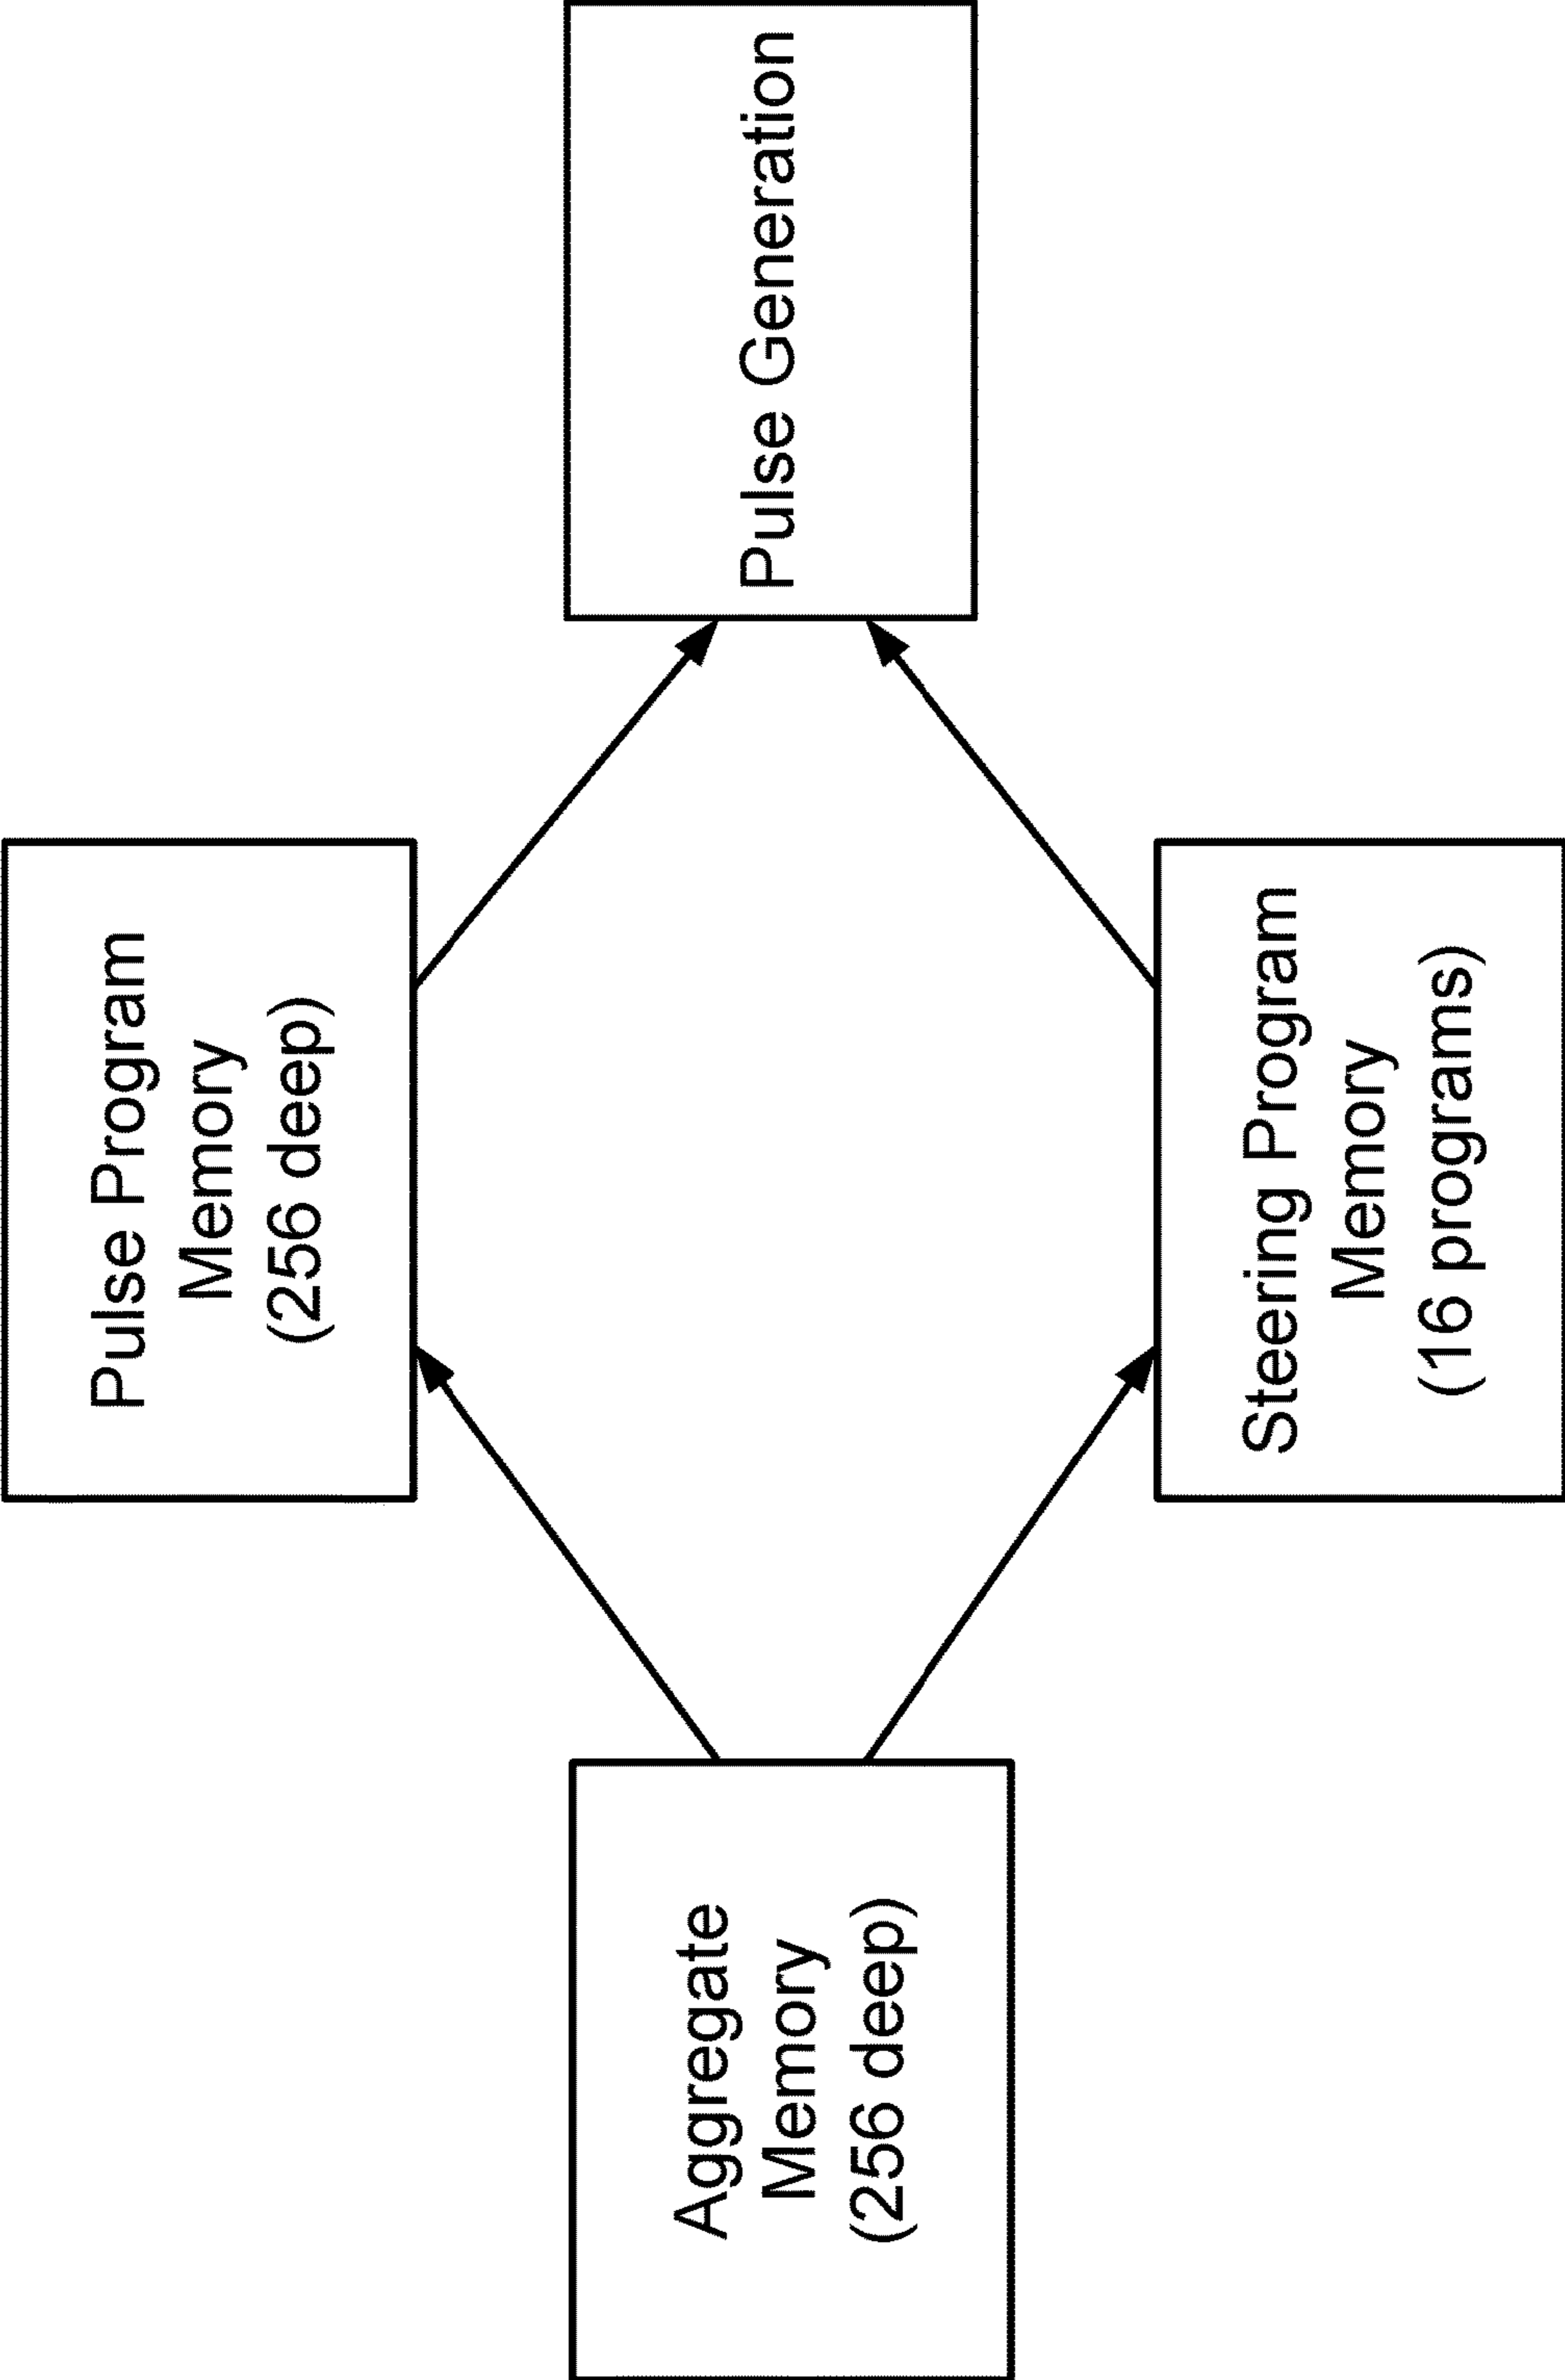 Pulse Program
Memory
(256 deep)
Aggregate
Memory
(256 deep)
Pulse Generation
Steering Program
Memory
(16 programs)